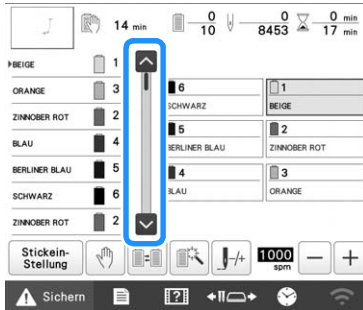 14 min 0 10 0 8453 0 min 17 min
BEIGE 1
ORANGE 3
ZINNOBER ROT 2
BLAU 4
BERLINER BLAU 5
SCHWARZ 6
ZINNOBER ROT 2
6 SCHWARZ
1 BEIGE
5 BERLINER BLAU
2 ZINNOBER ROT
4 BLAU
3 ORANGE
Stickein-
Stellung
-/+
1000
spm
− +
Sichern